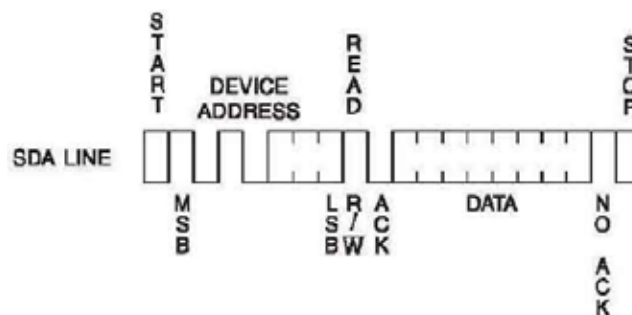 START
DEVICE
ADDRESS
READ
STOP
SDA LINE
MSB
LSB
R/W
ACK
DATA
NO ACK